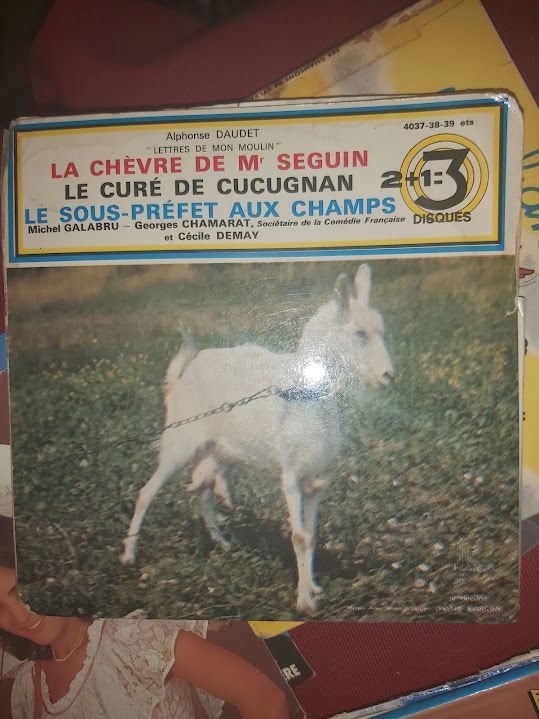 Alphonse DAUDET
4037-38-39 ets
"LETTRES DE MON MOULIN"
LA CHÈVRE DE Mr SEGUIN
LE CURÉ DE CUCUGNAN
2+1=3
LE SOUS-PRÉFET AUX CHAMPS
DISQUES
Michel GALABRU – Georges CHAMARAT, Sociétaire de la Comédie Française
et Cécile DEMAY